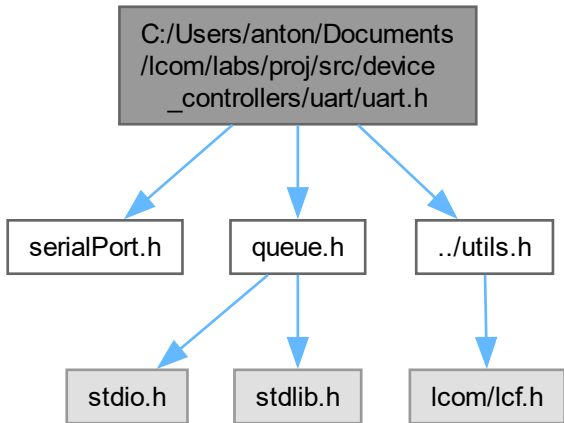 C:/Users/anton/Documents
/lcom/labs/proj/src/device
_controllers/uart/uart.h
serialPort.h
queue.h
../utils.h
stdio.h
stdlib.h
lcom/lcf.h